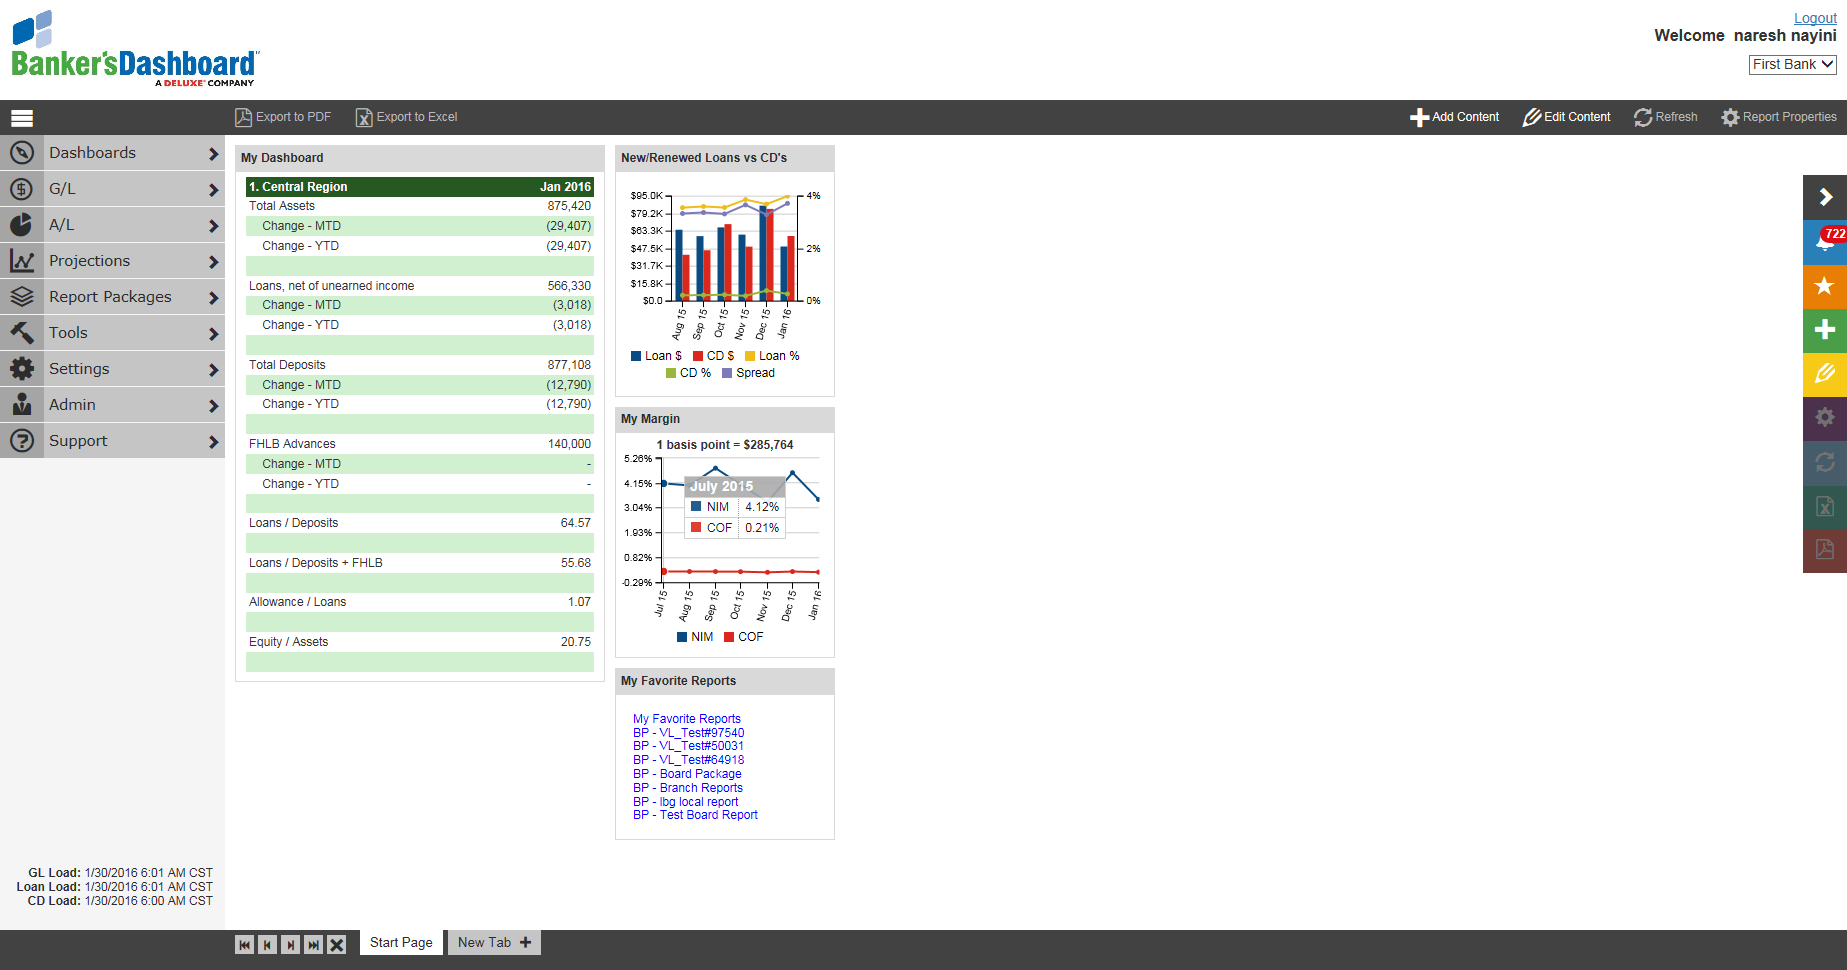 Logout
Welcome naresh nayini
First Bank
Banker'sDashboard
A DELUXE COMPANY
Export to PDF Export to Excel Add Content Edit Content Refresh Report Properties
Dashboards
G/L
A/L
Projections
Report Packages
Tools
Settings
Admin
Support
GL Load: 1/30/2016 6:01 AM CST
Loan Load: 1/30/2016 6:01 AM CST
CD Load: 1/30/2016 6:00 AM CST
My Dashboard
1. Central Region Jan 2016
Total Assets 875,420
Change - MTD (29,407)
Change - YTD (29,407)
Loans, net of unearned income 566,330
Change - MTD (3,018)
Change - YTD (3,018)
Total Deposits 877,108
Change - MTD (12,790)
Change - YTD (12,790)
FHLB Advances 140,000
Change - MTD -
Change - YTD -
Loans / Deposits 64.57
Loans / Deposits + FHLB 55.68
Allowance / Loans 1.07
Equity / Assets 20.75
New/Renewed Loans vs CD's
$95.0K 4%
$79.2K
$63.3K
$47.5K 2%
$31.7K
$15.8K
$0.0 0%
Aug 15 Sep 15 Oct 15 Nov 15 Dec 15 Jan 16
Loan $ CD $ Loan %
CD % Spread
My Margin
1 basis point = $285,764
5.26%
4.15%
3.04%
1.93%
0.82%
-0.29%
July 2015
NIM 4.12%
COF 0.21%
Jul 15 Aug 15 Sep 15 Oct 15 Nov 15 Dec 15 Jan 16
NIM COF
My Favorite Reports
My Favorite Reports
BP - VL_Test#97540
BP - VL_Test#50031
BP - VL_Test#64918
BP - Board Package
BP - Branch Reports
BP - lbg local report
BP - Test Board Report
722
Start Page New Tab